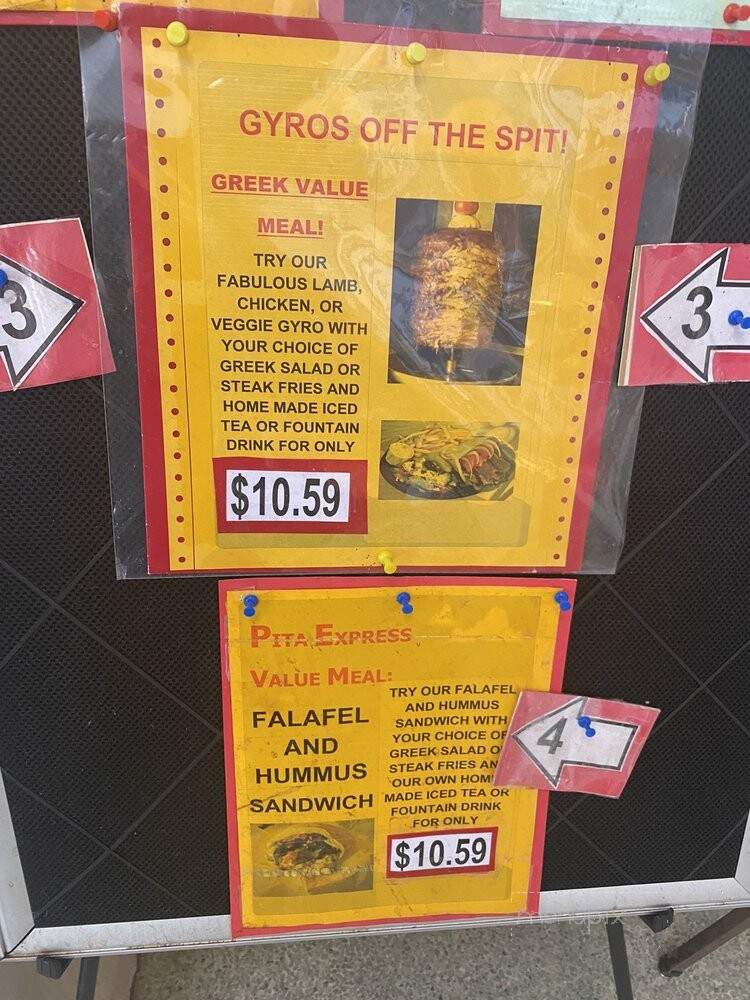 GYROS OFF THE SPIT!
GREEK VALUE
MEAL!
TRY OUR
FABULOUS LAMB,
CHICKEN, OR
VEGGIE GYRO WITH
YOUR CHOICE OF
GREEK SALAD OR
STEAK FRIES AND
HOME MADE ICED
TEA OR FOUNTAIN
DRINK FOR ONLY
$10.59
3
3
PITA EXPRESS
VALUE MEAL:
FALAFEL
AND
HUMMUS
SANDWICH
TRY OUR FALAFEL
AND HUMMUS
SANDWICH WITH
YOUR CHOICE OF
GREEK SALAD O
STEAK FRIES AN
OUR OWN HOM
MADE ICED TEA OR
FOUNTAIN DRINK
FOR ONLY
$10.59
4